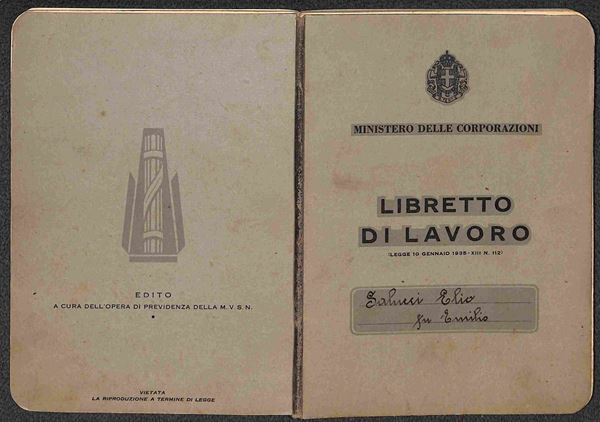 EDITO
A CURA DELL'OPERA DI PREVIDENZA DELLA M. V. S. N.
VIETATA
LA RIPRODUZIONE A TERMINE DI LEGGE
MINISTERO DELLE CORPORAZIONI
LIBRETTO
DI LAVORO
(LEGGE 10 GENNAIO 1935 - XIII N. 112)
Salucci Elio
fu Emilio